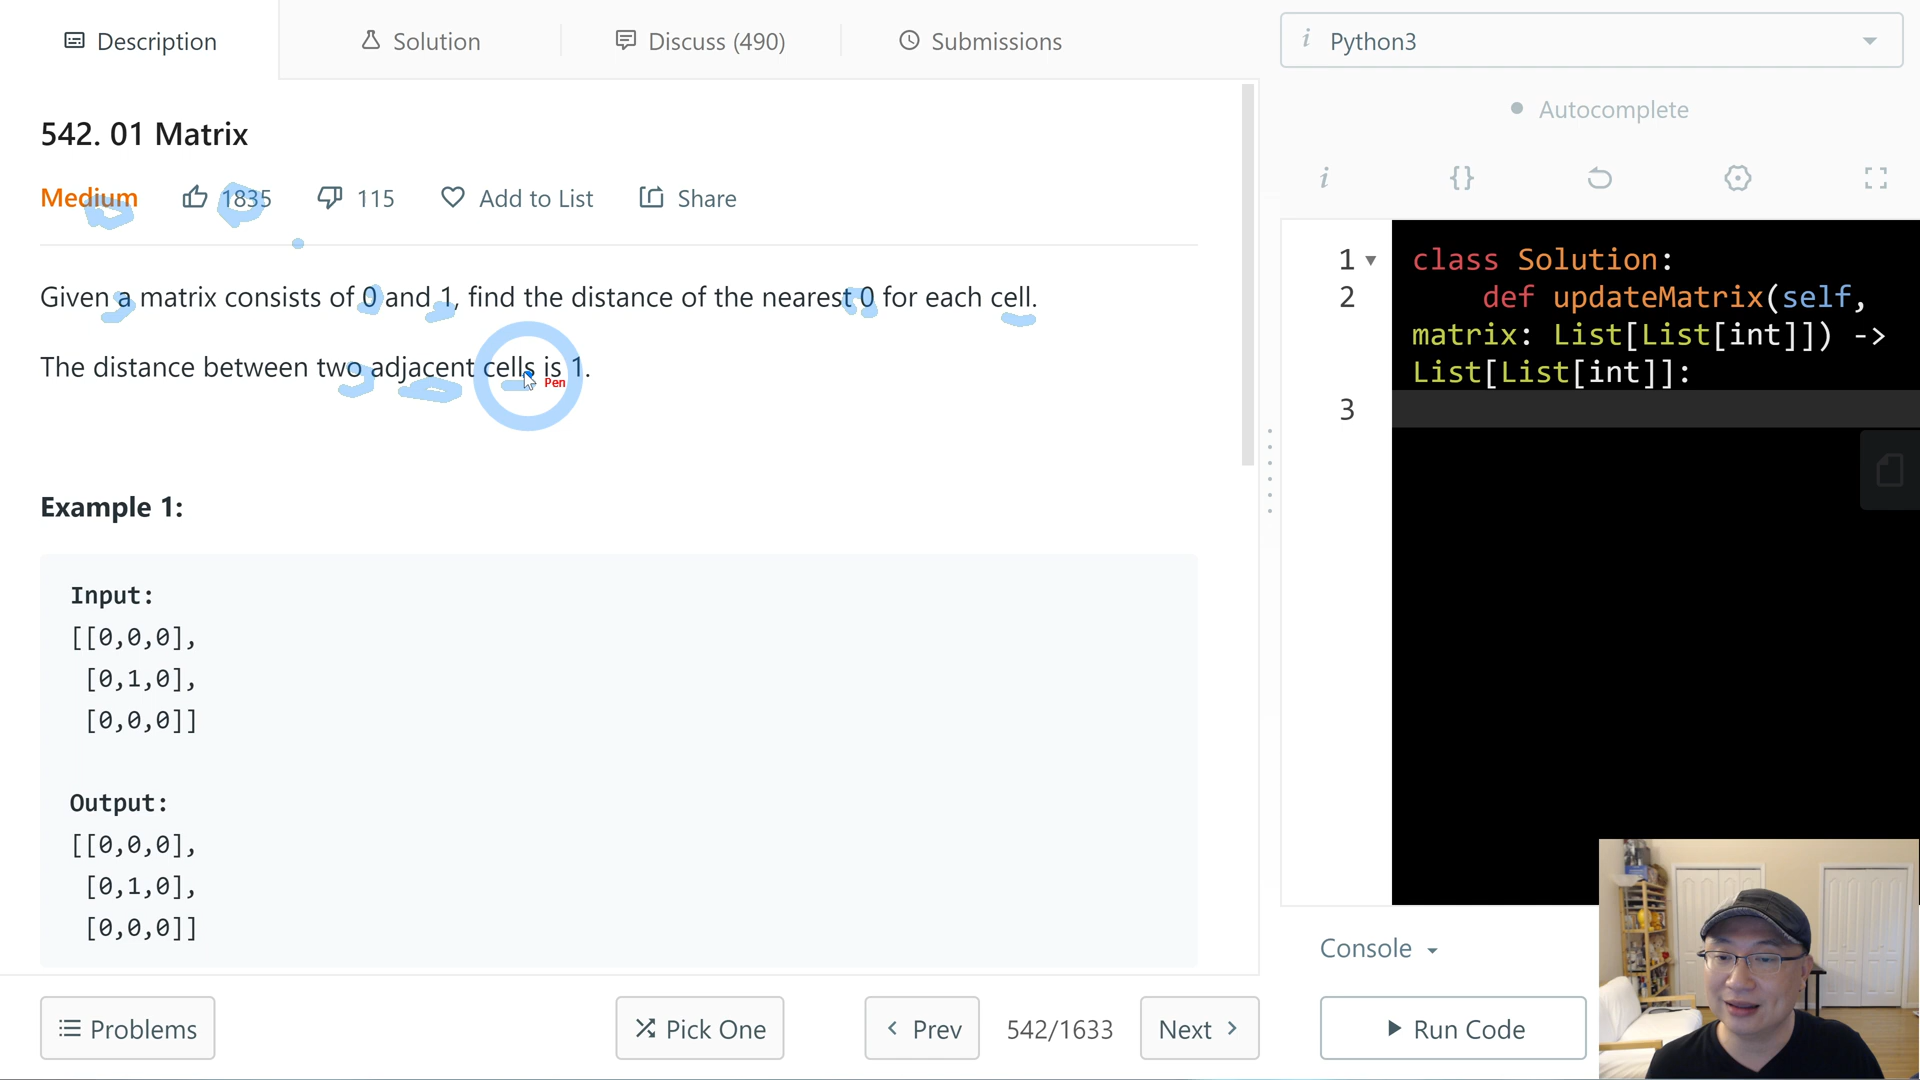 Description
Solution
Discuss (490)
Submissions
i Python3
542. 01 Matrix
Medium 1835 115 Add to List Share
Given a matrix consists of 0 and 1, find the distance of the nearest 0 for each cell.
The distance between two adjacent cells is 1.
Pen
Example 1:
Input:
[[0,0,0],
[0,1,0],
[0,0,0]]
Output:
[[0,0,0],
[0,1,0],
[0,0,0]]
Problems
Pick One
Prev
542/1633
Next
Autocomplete
i {}
1 class Solution:
2 def updateMatrix(self,
matrix: List[List[int]]) ->
List[List[int]]:
3
Console
Run Code